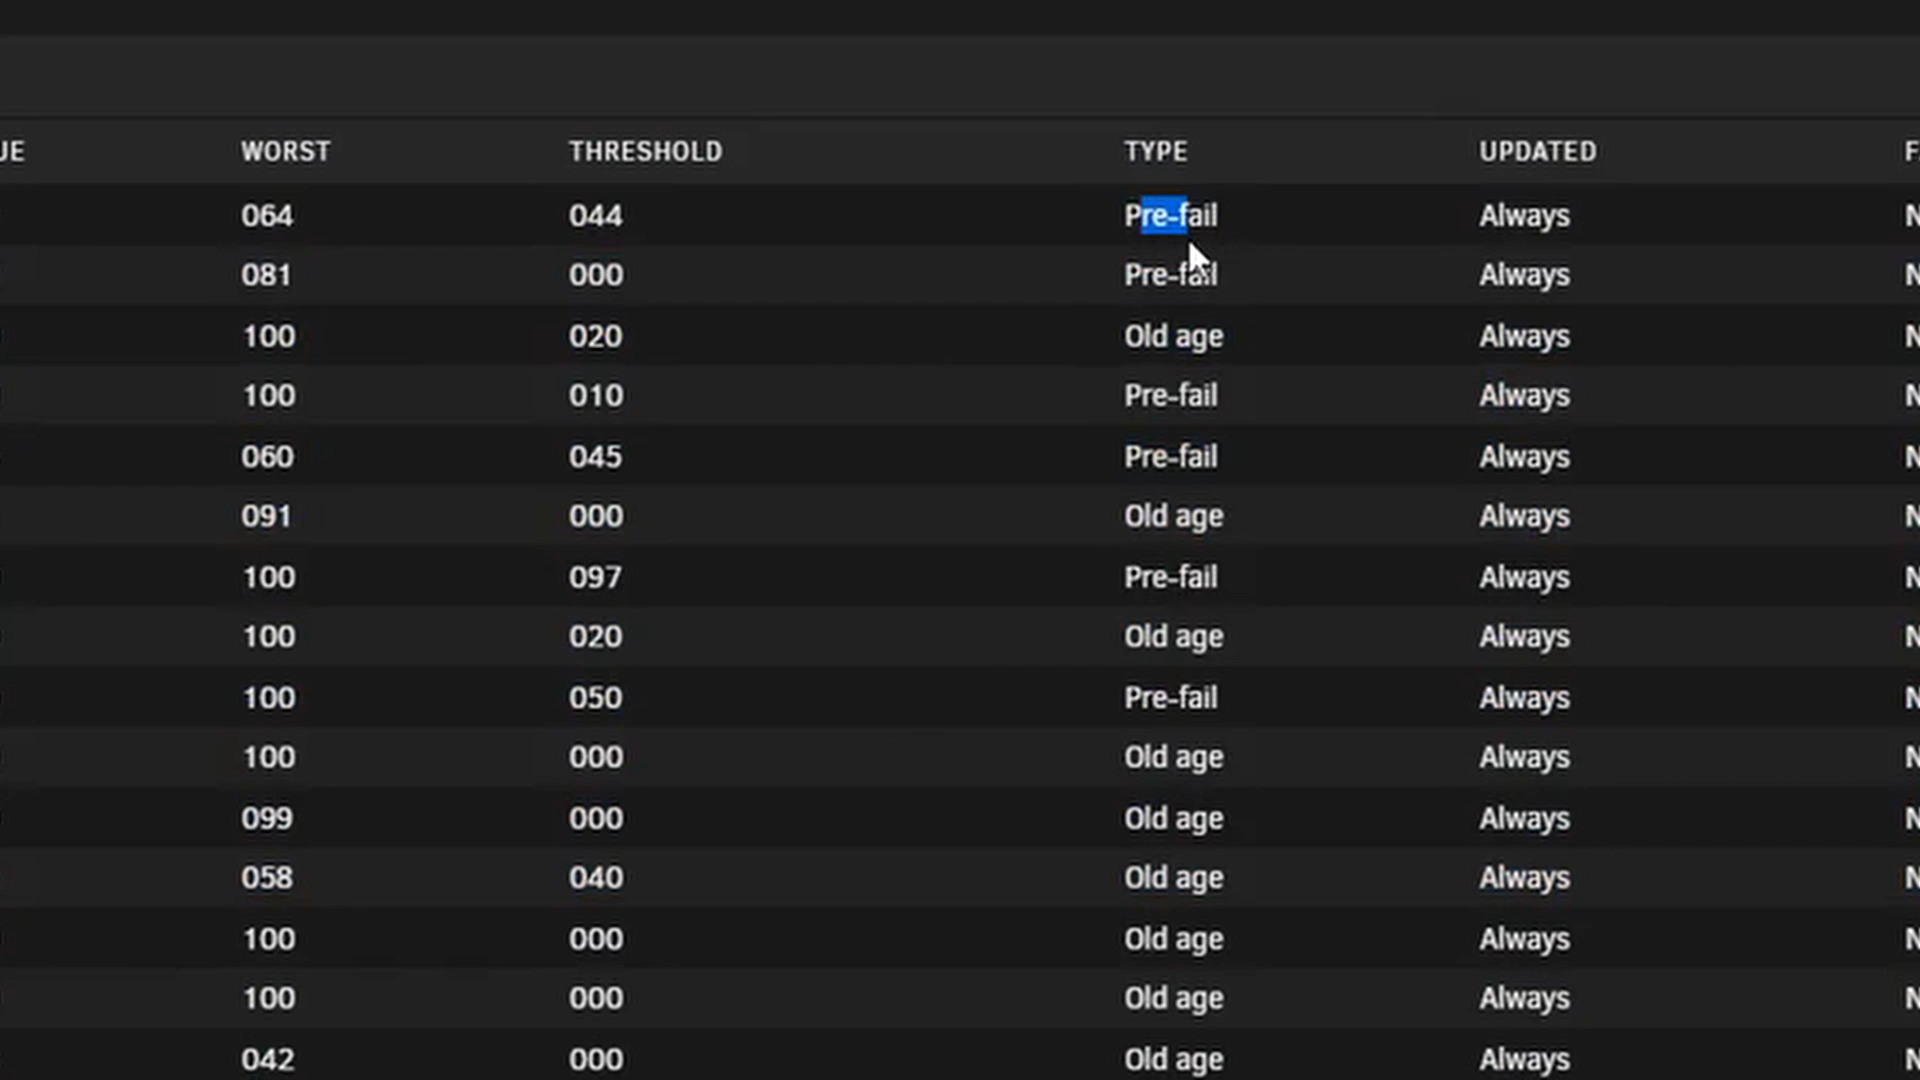 UE WORST THRESHOLD TYPE UPDATED F
064 044 Pre-fail Always N
081 000 Pre-fail Always N
100 020 Old age Always N
100 010 Pre-fail Always N
060 045 Pre-fail Always N
091 000 Old age Always N
100 097 Pre-fail Always N
100 020 Old age Always N
100 050 Pre-fail Always N
100 000 Old age Always N
099 000 Old age Always N
058 040 Old age Always N
100 000 Old age Always N
100 000 Old age Always N
042 000 Old age Always N